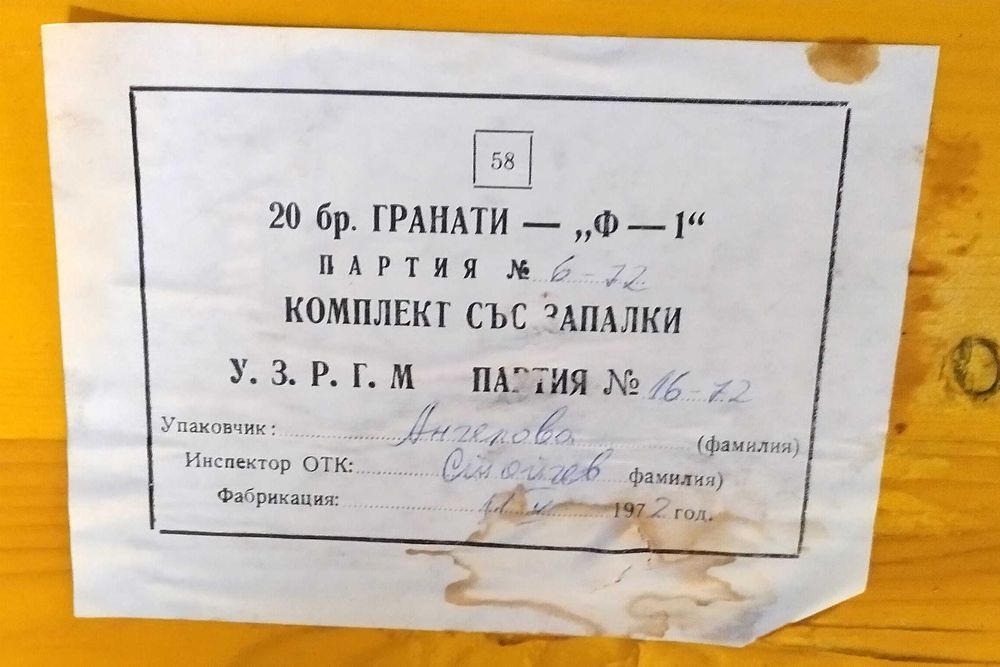 58
20 бр. ГРАНАТИ — „Ф — 1“
ПАРТИЯ № 6-72
КОМПЛЕКТ СЪС ЗАПАЛКИ
У. З. Р. Г. М ПАРТИЯ № 16-72
Упаковчик: Ангелова (фамилия)
Инспектор ОТК: Стойчев фамилия)
Фабрикация: 11 V 1972 год.